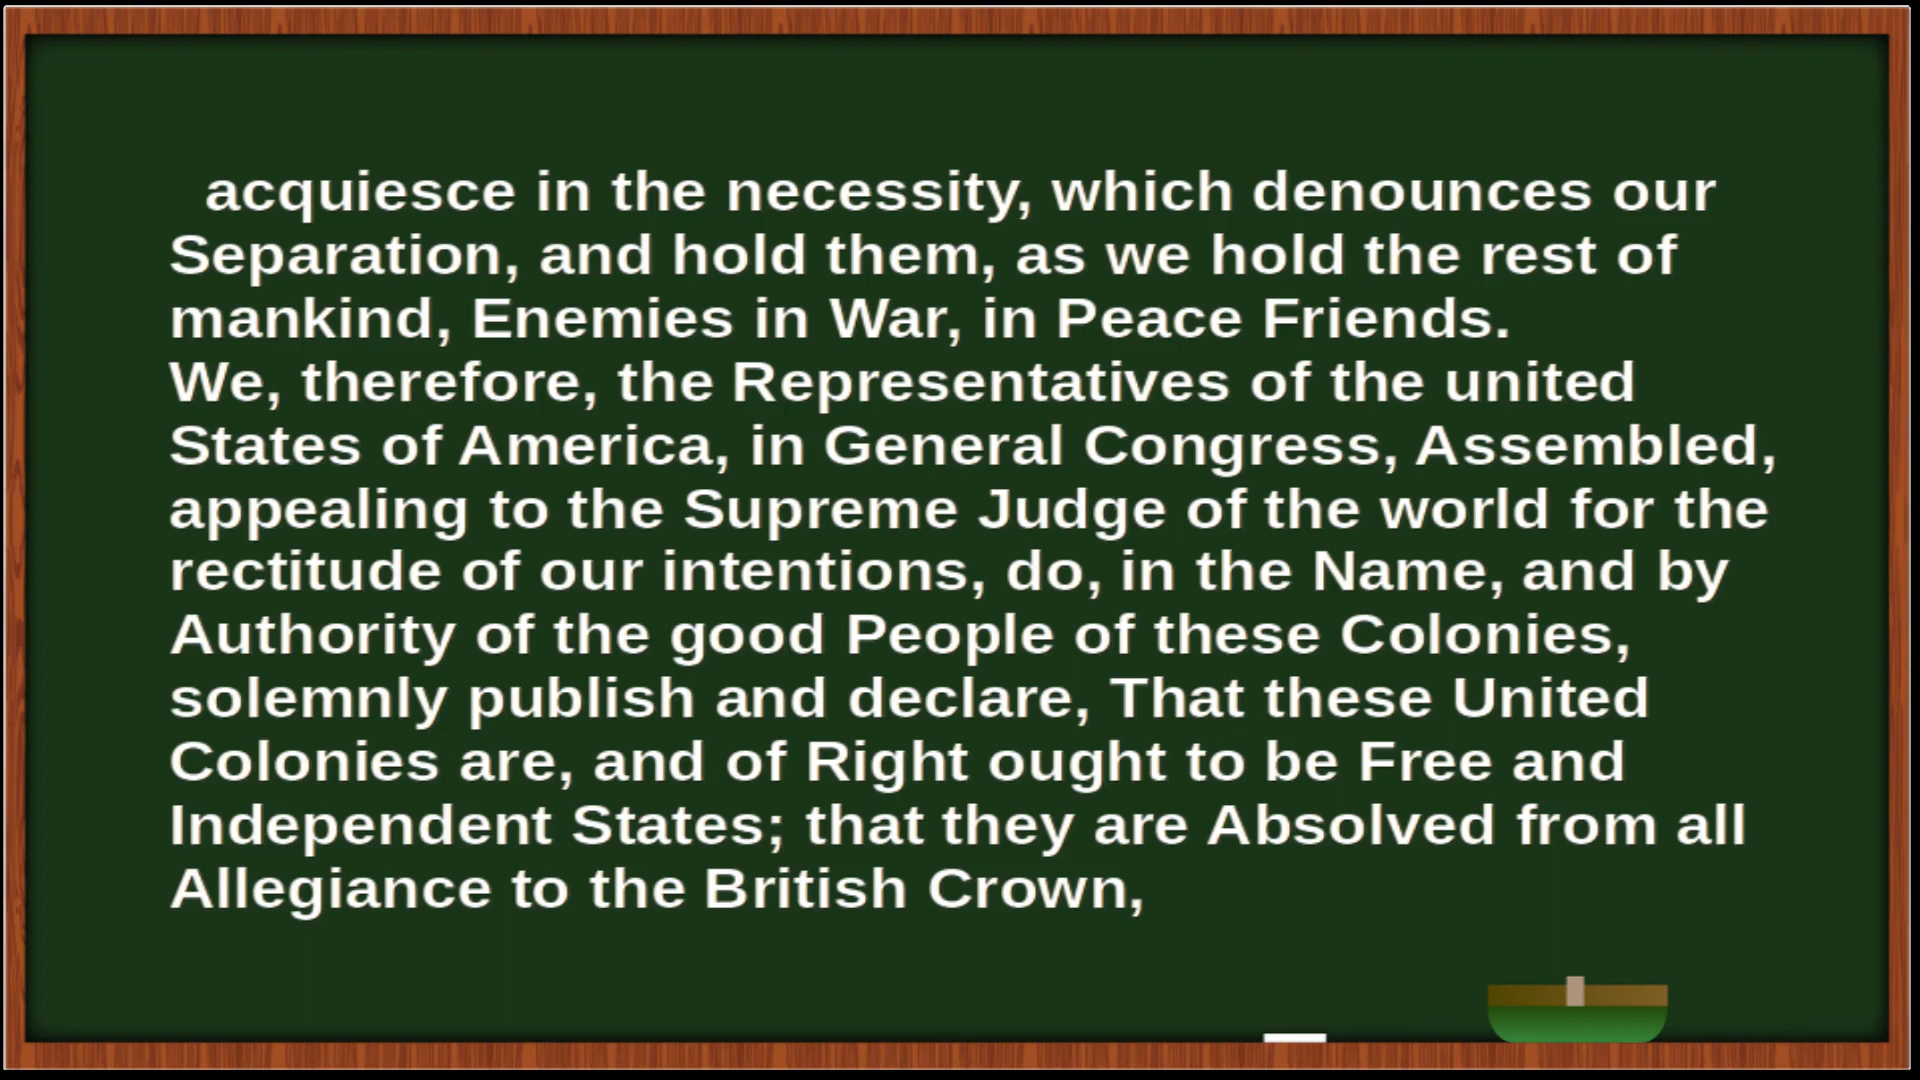 acquiesce in the necessity, which denounces our
Separation, and hold them, as we hold the rest of
mankind, Enemies in War, in Peace Friends.
We, therefore, the Representatives of the united
States of America, in General Congress, Assembled,
appealing to the Supreme Judge of the world for the
rectitude of our intentions, do, in the Name, and by
Authority of the good People of these Colonies,
solemnly publish and declare, That these United
Colonies are, and of Right ought to be Free and
Independent States; that they are Absolved from all
Allegiance to the British Crown,